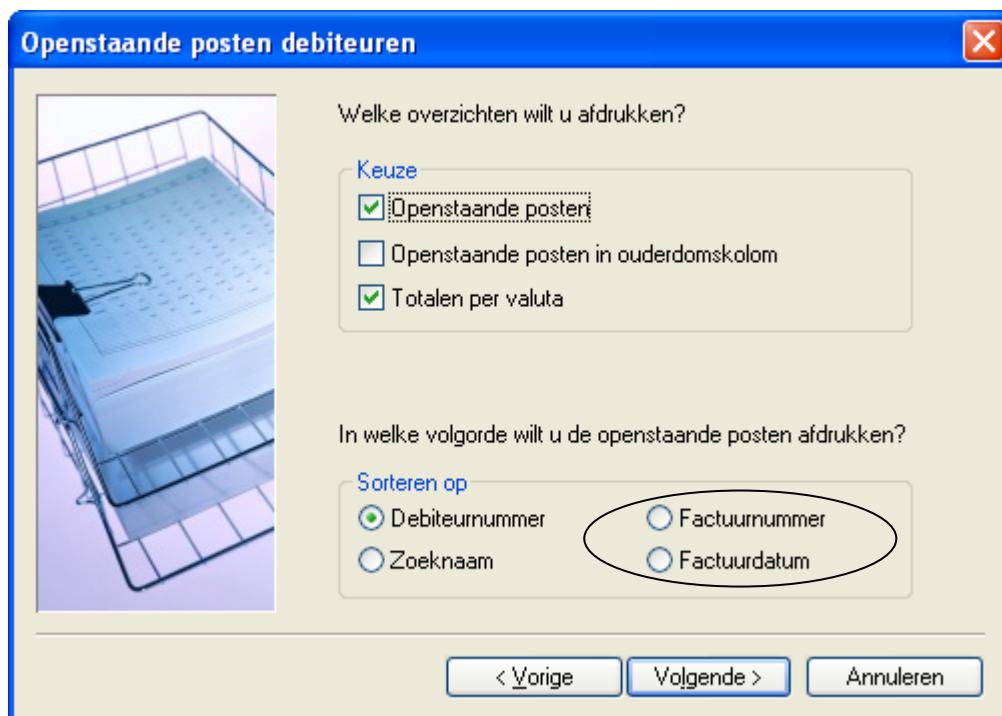 Openstaande posten debiteuren
Welke overzichten wilt u afdrukken?
Keuze
Openstaande posten
Openstaande posten in ouderdomskolom
Totalen per valuta
In welke volgorde wilt u de openstaande posten afdrukken?
Sorteren op
Debiteurnummer Factuurnummer
Zoeknaam Factuurdatum
< Vorige Volgende > Annuleren